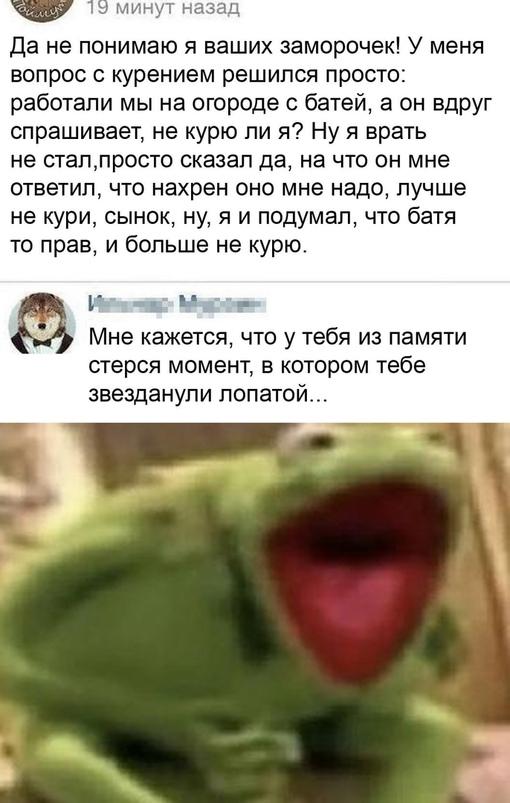 19 минут назад
Да не понимаю я ваших заморочек! У меня
вопрос с курением решился просто:
работали мы на огороде с батей, а он вдруг
спрашивает, не курю ли я? Ну я врать
не стал,просто сказал да, на что он мне
ответил, что нахрен оно мне надо, лучше
не кури, сынок, ну, я и подумал, что батя
то прав, и больше не курю.
Мне кажется, что у тебя из памяти
стерся момент, в котором тебе
звезданули лопатой...